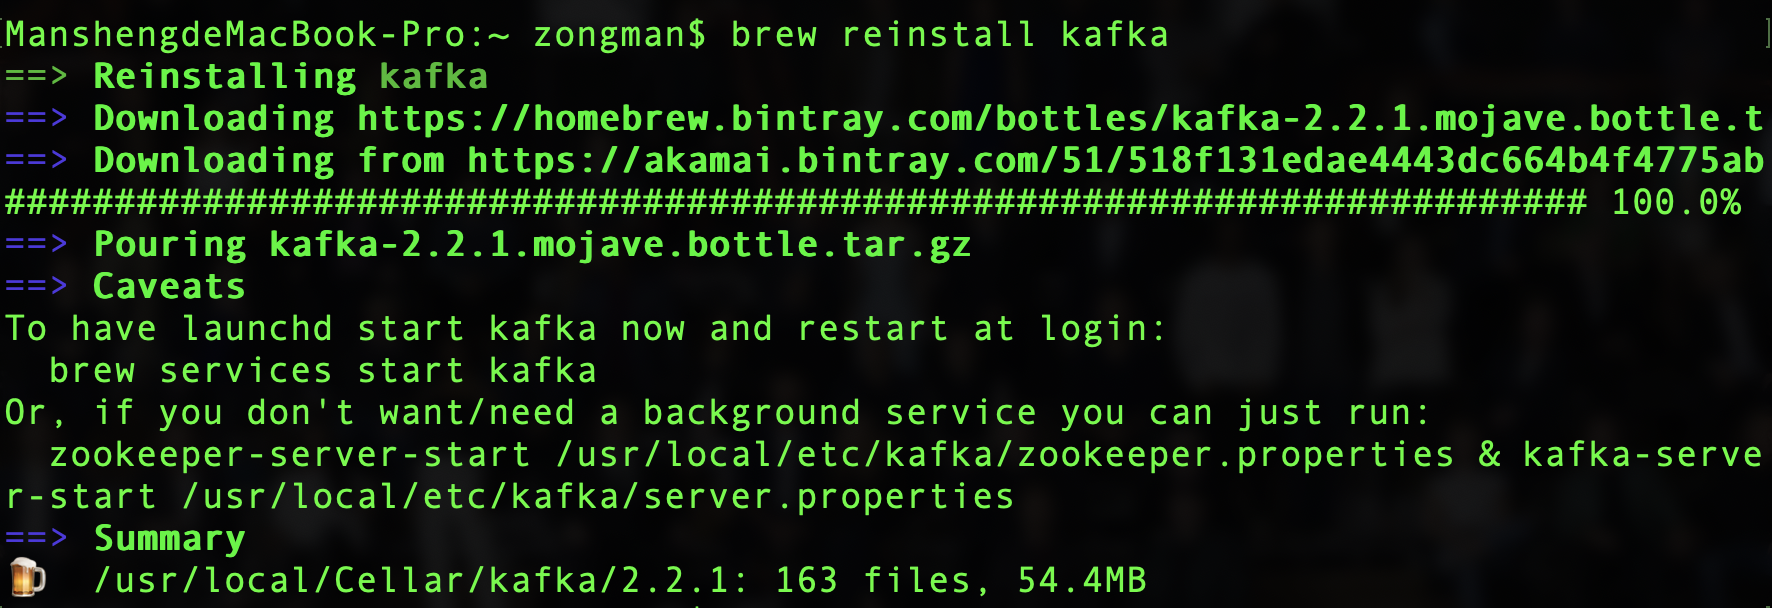 ManshengdeMacBook-Pro:~ zongman$ brew reinstall kafka
==> Reinstalling kafka
==> Downloading https://homebrew.bintray.com/bottles/kafka-2.2.1.mojave.bottle.t
==> Downloading from https://akamai.bintray.com/51/518f131edae4443dc664b4f4775ab
######################################################################## 100.0%
==> Pouring kafka-2.2.1.mojave.bottle.tar.gz
==> Caveats
To have launchd start kafka now and restart at login:
  brew services start kafka
Or, if you don't want/need a background service you can just run:
  zookeeper-server-start /usr/local/etc/kafka/zookeeper.properties & kafka-serve
r-start /usr/local/etc/kafka/server.properties
==> Summary
🍺  /usr/local/Cellar/kafka/2.2.1: 163 files, 54.4MB